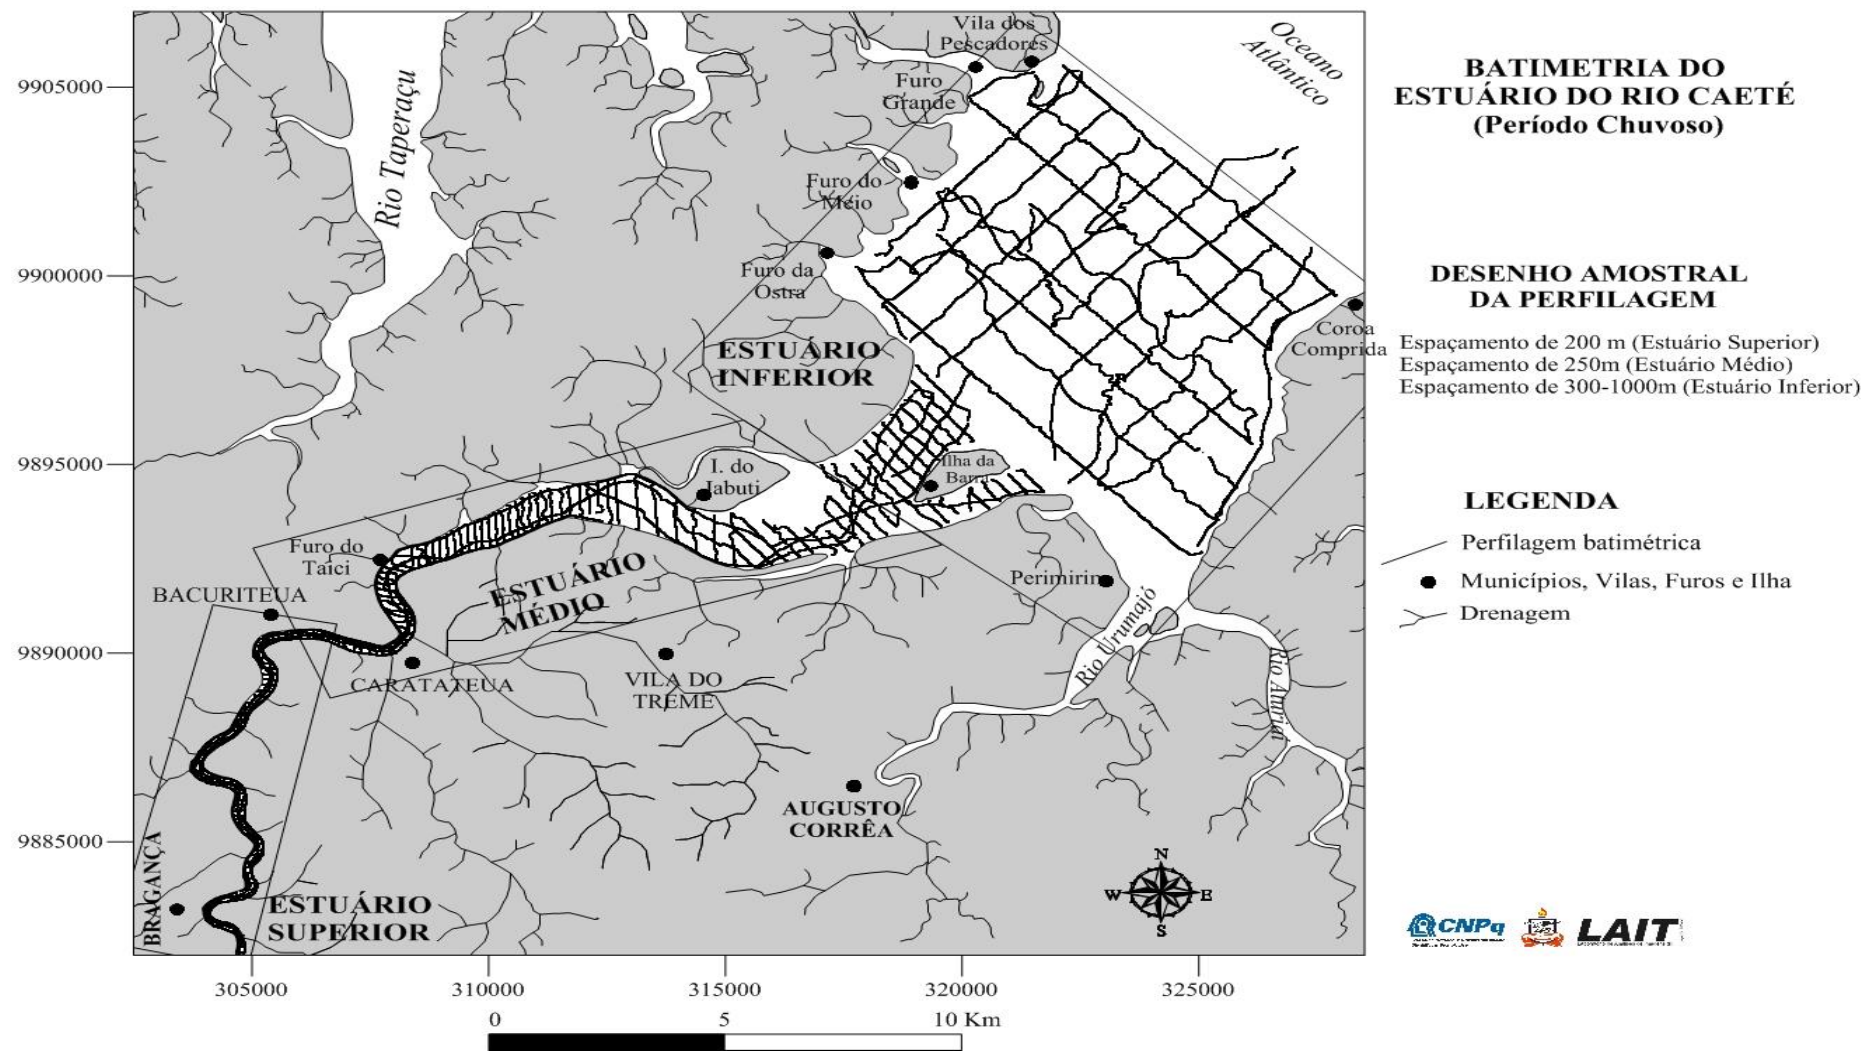 BATIMETRIA DO
ESTUÁRIO DO RIO CAETÉ
(Período Chuvoso)
DESENHO AMOSTRAL
DA PERFILAGEM
Espaçamento de 200 m (Estuário Superior)
Espaçamento de 250m (Estuário Médio)
Espaçamento de 300-1000m (Estuário Inferior)
LEGENDA
Perfilagem batimétrica
Municípios, Vilas, Furos e Ilha
Drenagem
CNPq
LAIT
9905000
9900000
9895000
9890000
9885000
305000
310000
315000
320000
325000
0
5
10 Km
Vila dos
Pescadores
Oceano
Atlântico
Furo
Grande
Rio Taperaçu
Furo do
Meio
Furo da
Ostra
Coroa
Comprida
ESTUÁRIO
INFERIOR
I. do
Jabuti
Ilha da
Barra
Furo do
Taici
ESTUÁRIO
MÉDIO
BACURITEUA
Perimirin
Rio Urumajó
CARATATEUA
VILA DO
TREME
AUGUSTO
CORRÊA
BRAGANÇA
ESTUÁRIO
SUPERIOR
N
W
E
S